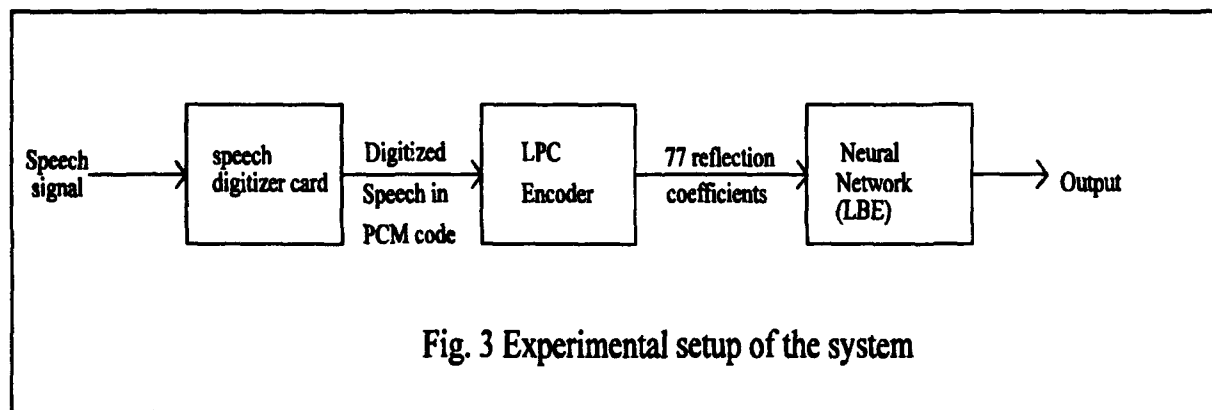 Speech
signal
speech
digitizer card
Digitized
Speech in
PCM code
LPC
Encoder
77 reflection
coefficients
Neural
Network
(LBE)
Output
Fig. 3 Experimental setup of the system